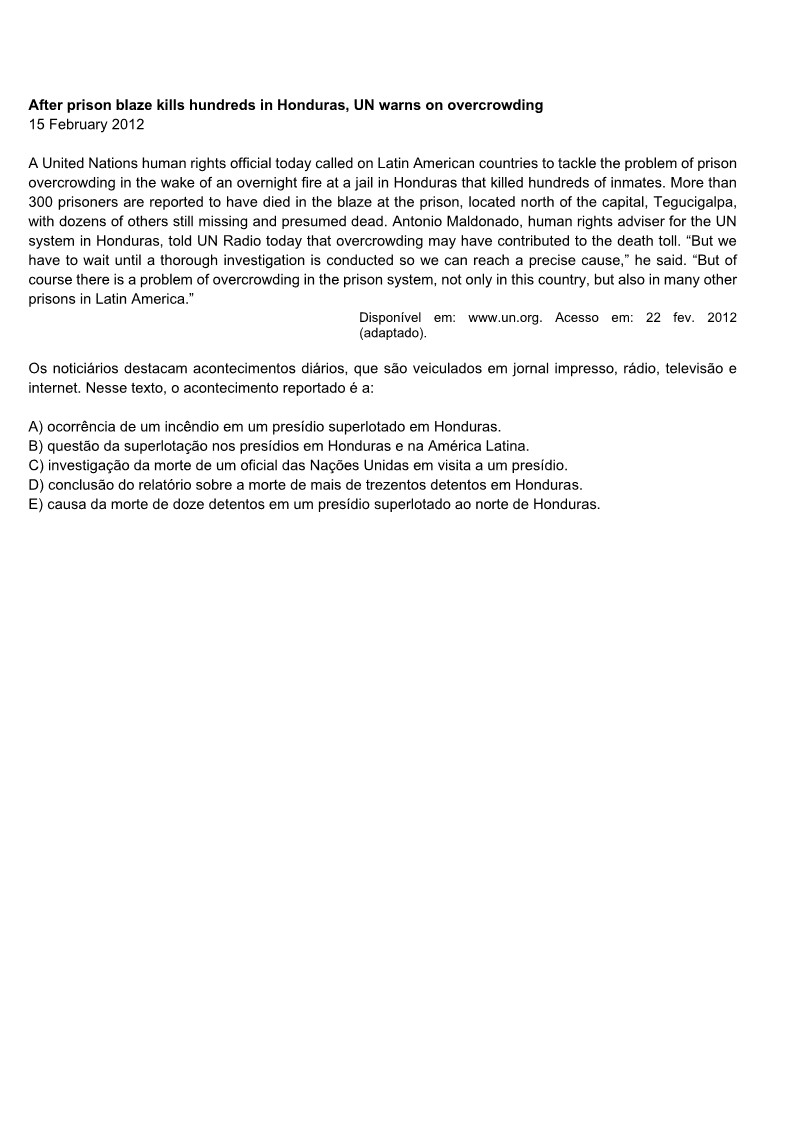 After prison blaze kills hundreds in Honduras, UN warns on overcrowding
15 February 2012
A United Nations human rights official today called on Latin American countries to tackle the problem of prison
overcrowding in the wake of an overnight fire at a jail in Honduras that killed hundreds of inmates. More than
300 prisoners are reported to have died in the blaze at the prison, located north of the capital, Tegucigalpa,
with dozens of others still missing and presumed dead. Antonio Maldonado, human rights adviser for the UN
system in Honduras, told UN Radio today that overcrowding may have contributed to the death toll. “But we
have to wait until a thorough investigation is conducted so we can reach a precise cause,” he said. “But of
course there is a problem of overcrowding in the prison system, not only in this country, but also in many other
prisons in Latin America.”
Disponível em: www.un.org. Acesso em: 22 fev. 2012
(adaptado).
Os noticiários destacam acontecimentos diários, que são veiculados em jornal impresso, rádio, televisão e
internet. Nesse texto, o acontecimento reportado é a:
A) ocorrência de um incêndio em um presídio superlotado em Honduras.
B) questão da superlotação nos presídios em Honduras e na América Latina.
C) investigação da morte de um oficial das Nações Unidas em visita a um presídio.
D) conclusão do relatório sobre a morte de mais de trezentos detentos em Honduras.
E) causa da morte de doze detentos em um presídio superlotado ao norte de Honduras.